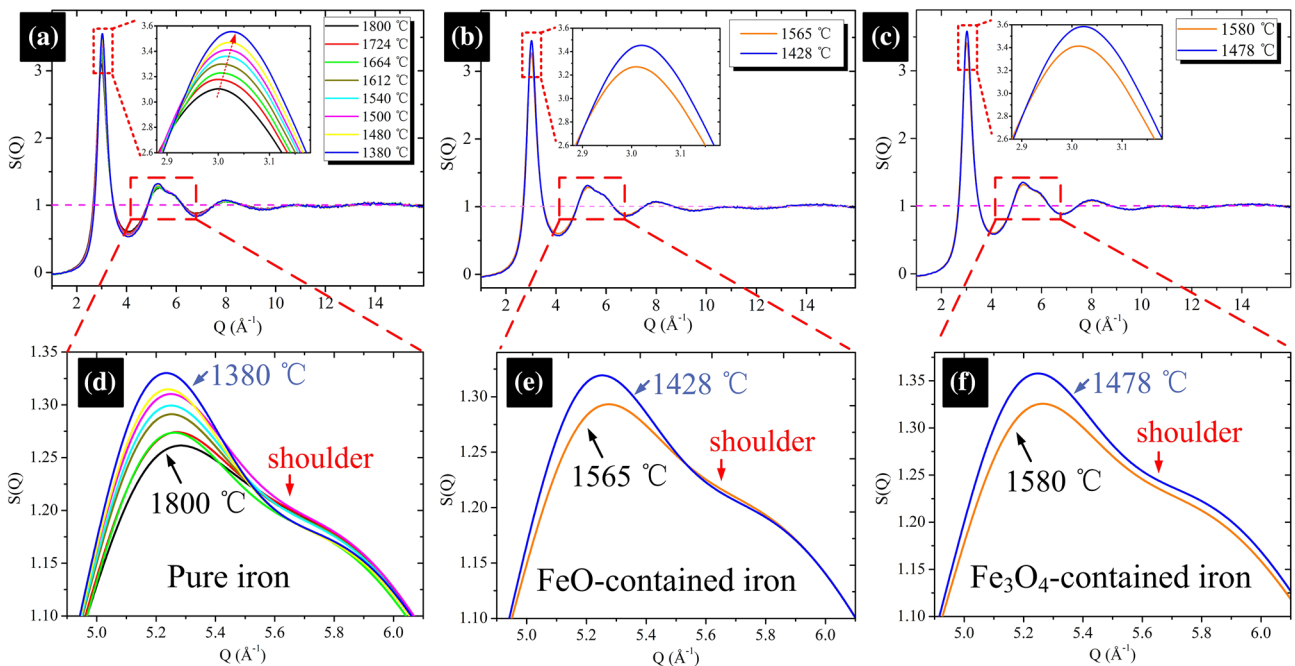 (a)
S(Q)
3
2
1
0
2 4 6 8 10 12 14
Q (Å-1)
3.6
3.4
3.2
3.0
2.8
2.6
2.9 3.0 3.1
1800 ℃
1724 ℃
1664 ℃
1612 ℃
1540 ℃
1500 ℃
1480 ℃
1380 ℃
(b)
S(Q)
3
2
1
0
2 4 6 8 10 12 14
Q (Å-1)
3.6
3.4
3.2
3.0
2.8
2.6
2.9 3.0 3.1
1565 ℃
1428 ℃
(c)
S(Q)
3
2
1
0
2 4 6 8 10 12 14
Q (Å-1)
3.6
3.4
3.2
3.0
2.8
2.6
2.9 3.0 3.1
1580 ℃
1478 ℃
(d)
S(Q)
1.35
1.30
1.25
1.20
1.15
1.10
1380 ℃
shoulder
1800 ℃
Pure iron
5.0 5.2 5.4 5.6 5.8 6.0
Q (Å-1)
(e)
S(Q)
1.30
1.25
1.20
1.15
1.10
1428 ℃
shoulder
1565 ℃
FeO-contained iron
5.0 5.2 5.4 5.6 5.8 6.0
Q (Å-1)
(f)
S(Q)
1.35
1.30
1.25
1.20
1.15
1.10
1478 ℃
shoulder
1580 ℃
Fe3O4-contained iron
5.0 5.2 5.4 5.6 5.8 6.0
Q (Å-1)